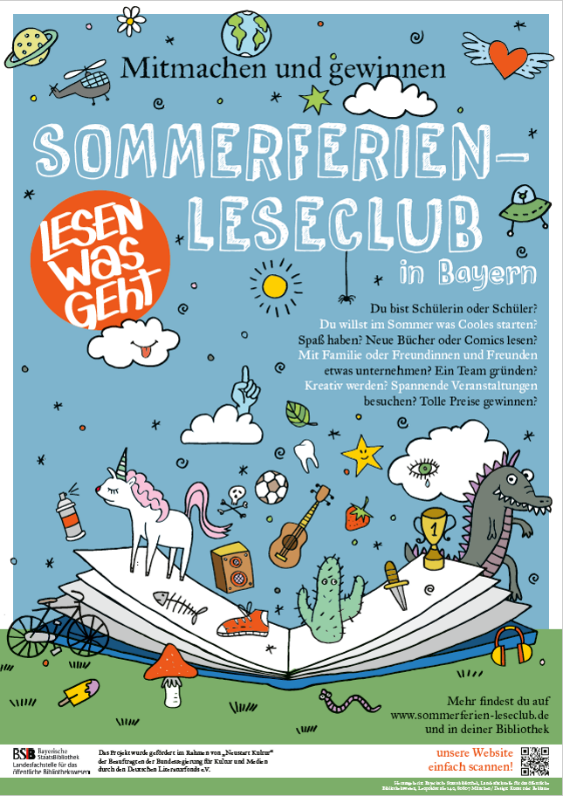 Mitmachen und gewinnen
SOMMERFERIEN-
LESECLUB
in Bayern
LESEN
WAS
GEHT
Du bist Schülerin oder Schüler?
Du willst im Sommer was Cooles starten?
Spaß haben? Neue Bücher oder Comics lesen?
Mit Familie oder Freundinnen und Freunden
etwas unternehmen? Ein Team gründen?
Kreativ werden? Spannende Veranstaltungen
besuchen? Tolle Preise gewinnen?
1
Mehr findest du auf
www.sommerferien-leseclub.de
und in deiner Bibliothek
BSB Bayerische
StaatsBibliothek
Landesfachstelle für das
öffentliche Bibliothekswesen
Das Projekt wurde gefördert im Rahmen von „Neustart Kultur“
der Beauftragten der Bundesregierung für Kultur und Medien
durch den Deutschen Literaturfonds e.V.
unsere Website
einfach scannen!